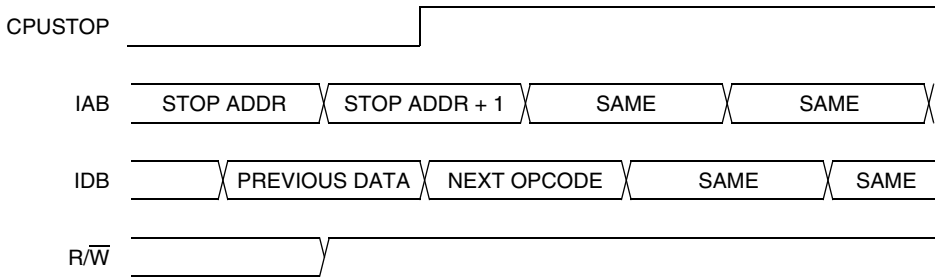 CPUSTOP
IAB STOP ADDR STOP ADDR + 1 SAME SAME
IDB PREVIOUS DATA NEXT OPCODE SAME SAME
R/W̅